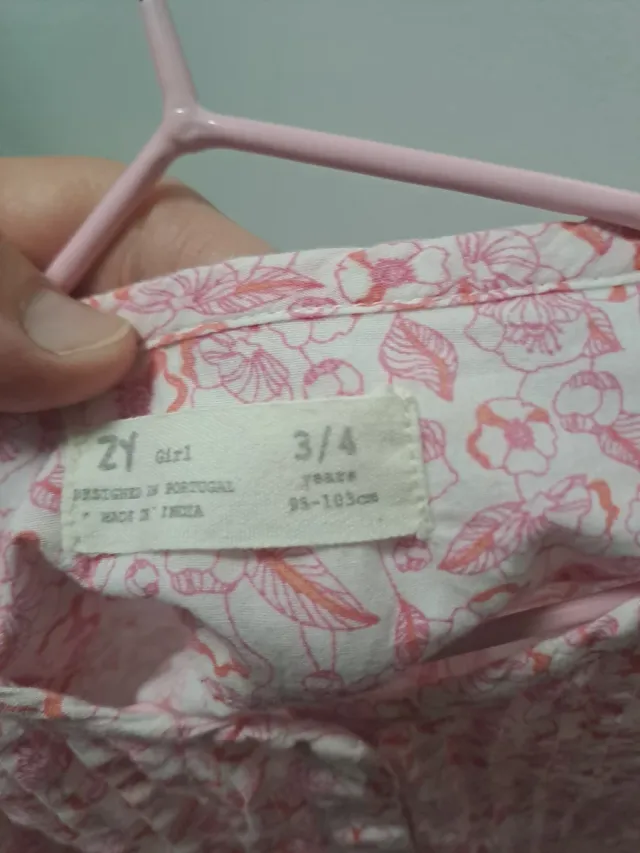 ZY Girl
3/4
years
98-103cm
DESIGNED IN PORTUGAL
MADE IN INDIA